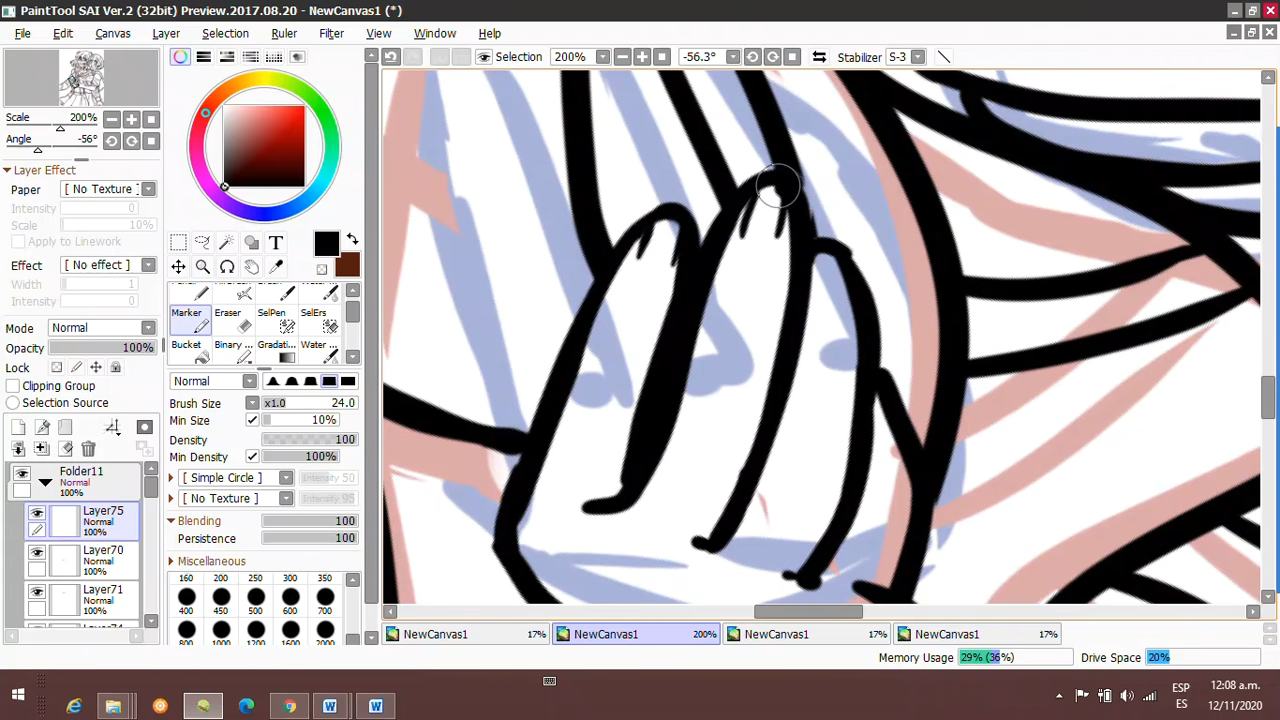 PaintTool SAI Ver.2 (32bit) Preview.2017.08.20 - NewCanvas1 (*)
File Edit Canvas Layer Selection Ruler Filter View Window Help
Selection 200% -56.3° Stabilizer S-3
Scale
200%
Angle -56°
Layer Effect
Paper [ No Texture ]
Intensity 0
Scale 15%
Apply to Linework
Effect [ No effect ]
Width 1
Intensity 0
Mode Normal
Opacity 100%
Lock
Clipping Group
Selection Source
Folder11
Normal
100%
Layer75
Normal
100%
Layer70
Normal
100%
Layer71
Normal
100%
T
Marker Eraser SelPen SelErs
Bucket Binary ... Gradati... Water ...
Normal
Brush Size x1.0 24.0
Min Size 10%
Density 100
Min Density 100%
[ Simple Circle ] Intensity 50
[ No Texture ] Intensity 95
Blending 100
Persistence 100
Miscellaneous
160 200 250 300 350
400 450 500 600 700
800 1000
NewCanvas1 17% NewCanvas1 200% NewCanvas1 17% NewCanvas1 17%
Memory Usage 29% (36%) Drive Space 20%
ESP
ES
12:08 a.m.
12/11/2020